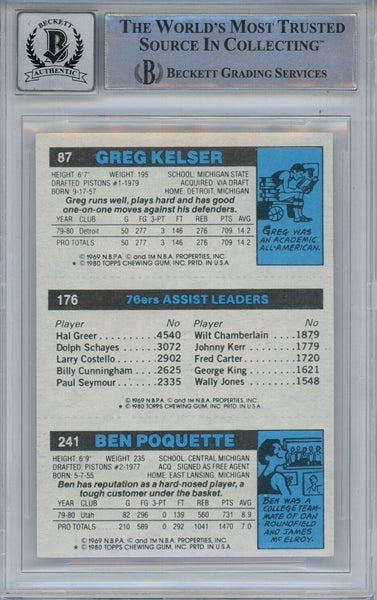 BECKETT
AUTHENTIC
THE WORLD'S MOST TRUSTED
SOURCE IN COLLECTING™
BECKETT GRADING SERVICES
87 GREG KELSER
HEIGHT: 6'7" WEIGHT: 195 SCHOOL: MICHIGAN STATE
DRAFTED: PISTONS #1-1979 ACQUIRED: VIA DRAFT
BORN: 9-17-57 HOME: DETROIT, MICHIGAN
Greg runs well, plays hard and has good
one-on-one moves against his defenders.
YEAR CLUB G FG 3-PT FT REB PTS AVG
79-80 Detroit 50 277 3 146 276 709 14.2
PRO TOTALS 50 277 3 146 276 709 14.2
© 1969 N.B.P.A. © and TM N.B.A. PROPERTIES, INC.
* © 1980 TOPPS CHEWING GUM, INC. PRTD. IN U.S.A.
GREG WAS
AN ACADEMIC
ALL-AMERICAN.
176 76ers ASSIST LEADERS
Player No Player No
Hal Greer 4540 Wilt Chamberlain 1879
Dolph Schayes 3072 Johnny Kerr 1779
Larry Costello 2902 Fred Carter 1720
Billy Cunningham 2625 George King 1621
Paul Seymour 2335 Wally Jones 1548
© 1969 N.B.P.A. © and TM N.B.A. PROPERTIES, INC.
* © 1980 TOPPS CHEWING GUM, INC. PRTD. IN U.S.A.
241 BEN POQUETTE
HEIGHT: 6'9" WEIGHT: 235 SCHOOL: CENTRAL MICHIGAN
DRAFTED: PISTONS #2-1977 ACQ.: SIGNED AS FREE AGENT
BORN: 5-7-55 HOME: EAST LANSING, MICHIGAN
Ben has reputation as a hard-nosed player, a
tough customer under the basket.
YEAR CLUB G FG 3-PT FT REB PTS AVG
79-80 Utah 82 296 0 139 560 731 8.9
PRO TOTALS 210 589 0 292 1041 1470 7.0
© 1969 N.B.P.A. © and TM N.B.A. PROPERTIES, INC.
* © 1980 TOPPS CHEWING GUM, INC. PRTD. IN U.S.A.
BEN WAS A
COLLEGE TEAM-
MATE OF DAN
ROUNDFIELD
AND JAMES
McELROY.